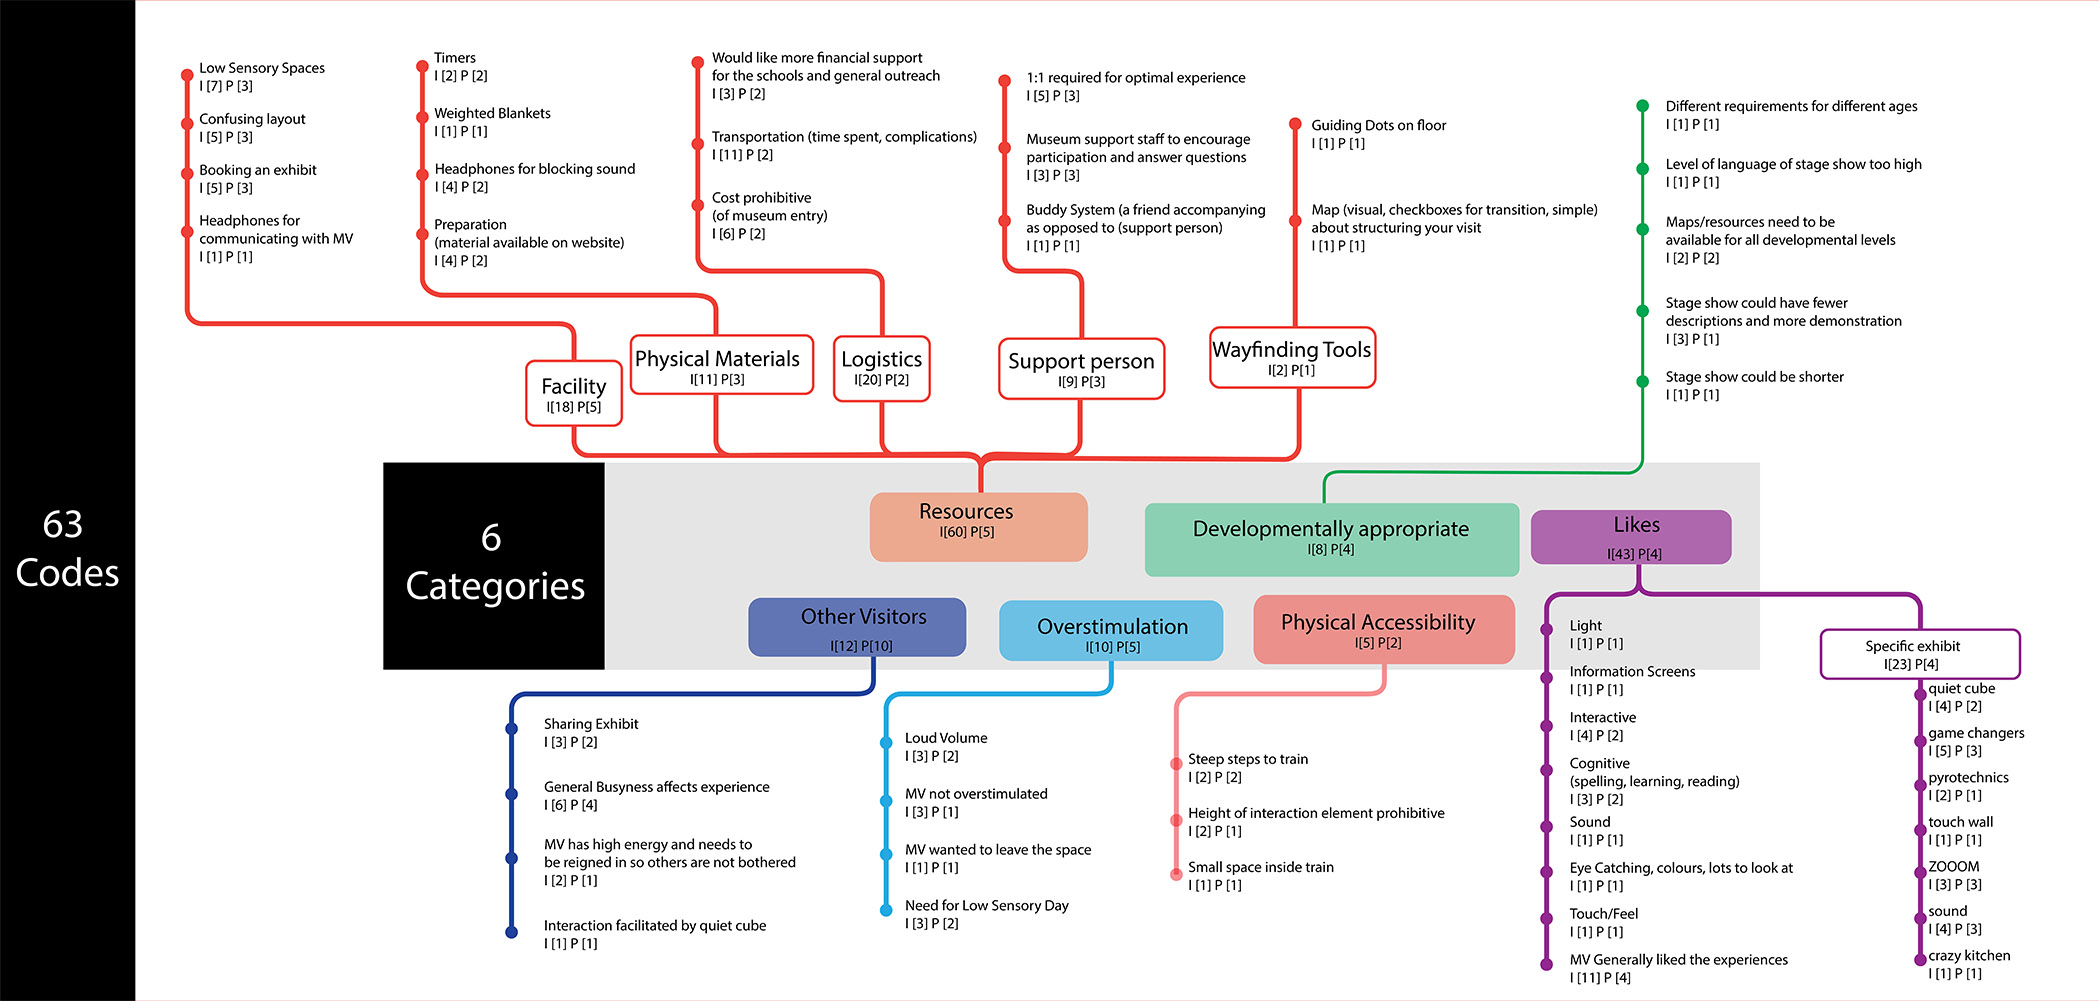 63
Codes
Low Sensory Spaces
I [7] P [3]
Confusing layout
I [5] P [3]
Booking an exhibit
I [5] P [3]
Headphones for
communicating with MV
I [1] P [1]
Timers
I [2] P [2]
Weighted Blankets
I [1] P [1]
Headphones for blocking sound
I [4] P [2]
Preparation
(material available on website)
I [4] P [2]
Would like more financial support
for the schools and general outreach
I [3] P [2]
Transportation (time spent, complications)
I [11] P [2]
Cost prohibitive
(of museum entry)
I [6] P [2]
1:1 required for optimal experience
I [5] P [3]
Museum support staff to encourage
participation and answer questions
I [3] P [3]
Buddy System (a friend accompanying
as opposed to (support person)
I [1] P [1]
Guiding Dots on floor
I [1] P [1]
Map (visual, checkboxes for transition, simple)
about structuring your visit
I [1] P [1]
Different requirements for different ages
I [1] P [1]
Level of language of stage show too high
I [1] P [1]
Maps/resources need to be
available for all developmental levels
I [2] P [2]
Stage show could have fewer
descriptions and more demonstration
I [3] P [1]
Stage show could be shorter
I [1] P [1]
Facility
I[18] P[5]
Physical Materials
I[11] P[3]
Logistics
I[20] P[2]
Support person
I[9] P[3]
Wayfinding Tools
I[2] P[1]
6
Categories
Resources
I[60] P[5]
Developmentally appropriate
I[8] P[4]
Likes
I[43] P[4]
Other Visitors
I[12] P[10]
Overstimulation
I[10] P[5]
Physical Accessibility
I[5] P[2]
Sharing Exhibit
I [3] P [2]
General Busyness affects experience
I [6] P [4]
MV has high energy and needs to
be reigned in so others are not bothered
I [2] P [1]
Interaction facilitated by quiet cube
I [1] P [1]
Loud Volume
I [3] P [2]
MV not overstimulated
I [3] P [1]
MV wanted to leave the space
I [1] P [1]
Need for Low Sensory Day
I [3] P [2]
Steep steps to train
I [2] P [2]
Height of interaction element prohibitive
I [2] P [1]
Small space inside train
I [1] P [1]
Light
I [1] P [1]
Information Screens
I [1] P [1]
Interactive
I [4] P [2]
Cognitive
(spelling, learning, reading)
I [3] P [2]
Sound
I [1] P [1]
Eye Catching, colours, lots to look at
I [1] P [1]
Touch/Feel
I [1] P [1]
MV Generally liked the experiences
I [11] P [4]
Specific exhibit
I[23] P[4]
quiet cube
I [4] P [2]
game changers
I [5] P [3]
pyrotechnics
I [2] P [1]
touch wall
I [1] P [1]
ZOOOM
I [3] P [3]
sound
I [4] P [3]
crazy kitchen
I [1] P [1]